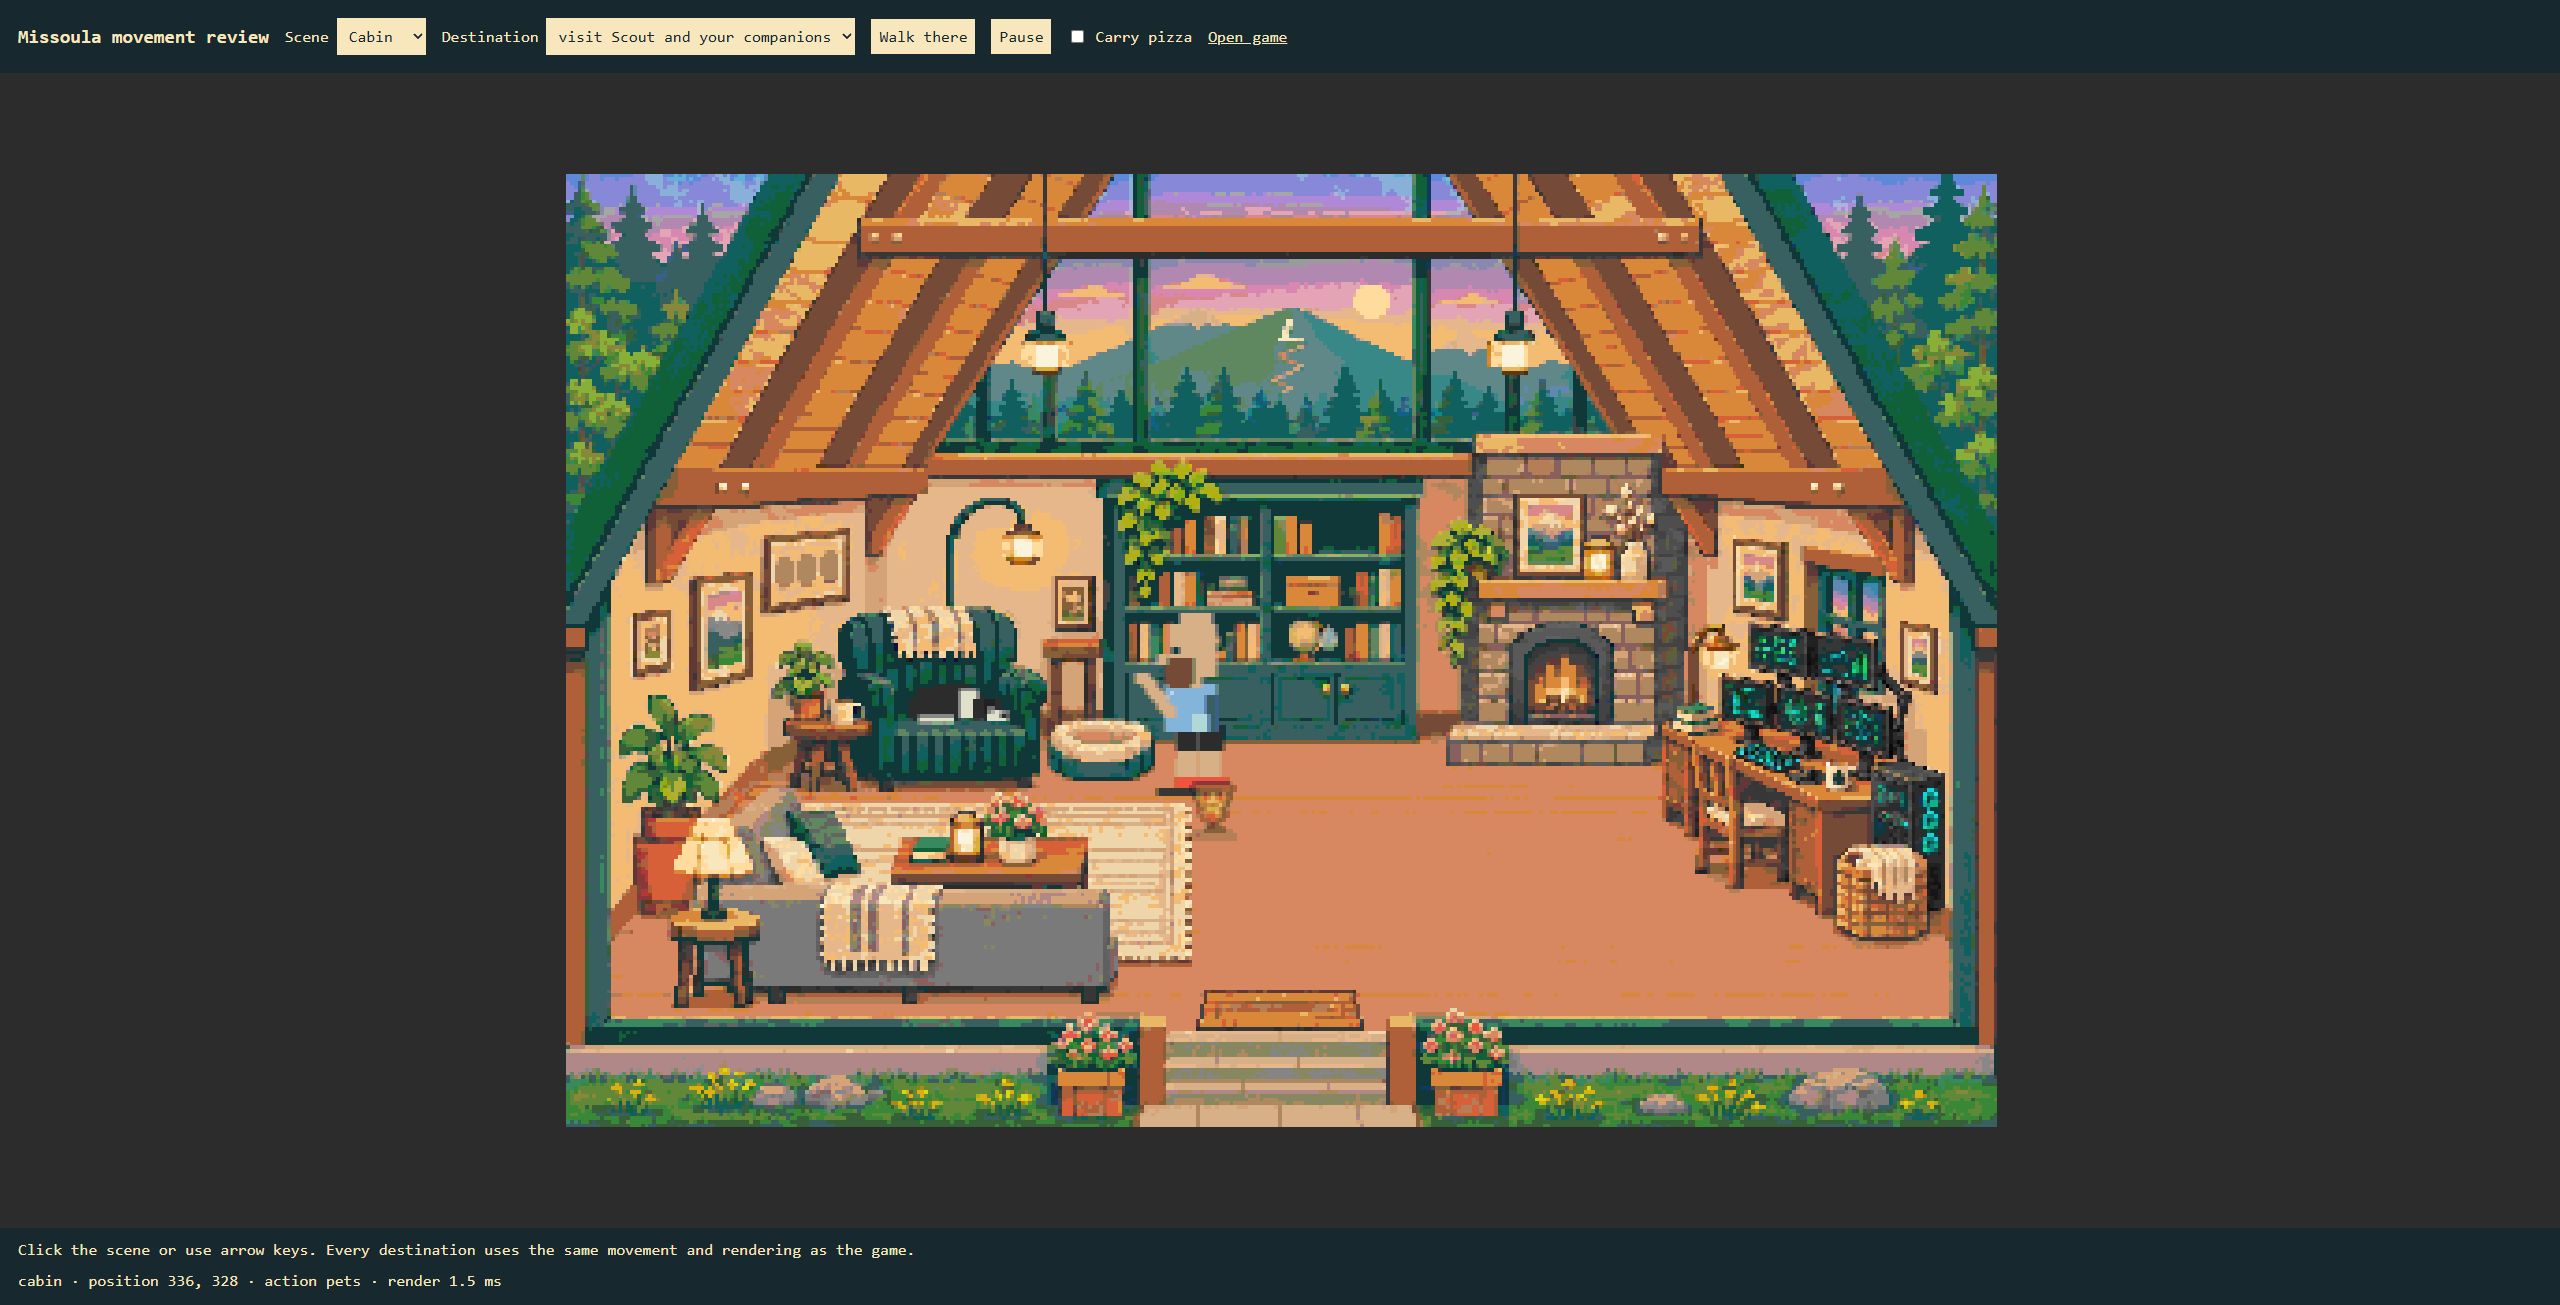 Missoula movement review Scene Cabin Destination visit Scout and your companions Walk there Pause Carry pizza Open game
Click the scene or use arrow keys. Every destination uses the same movement and rendering as the game.
cabin · position 336, 328 · action pets · render 1.5 ms